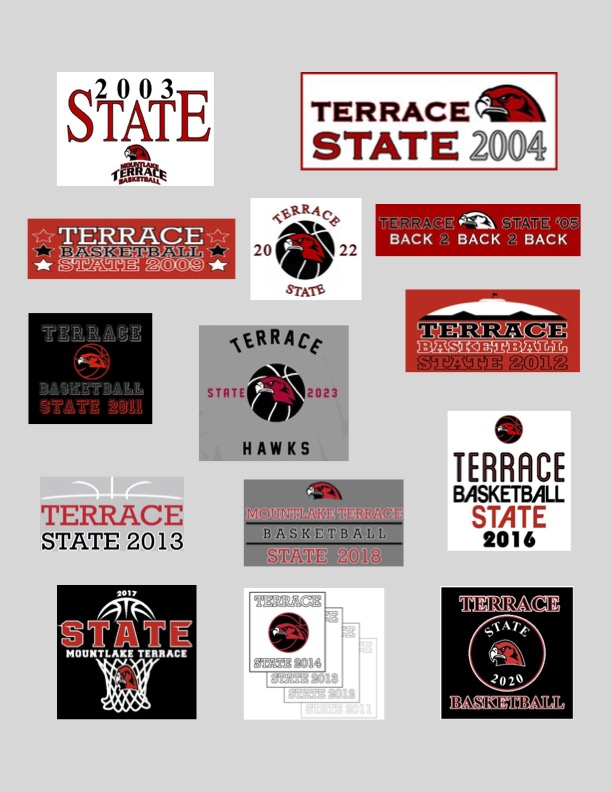 2003
STATE
MOUNTLAKE
TERRACE
BASKETBALL
TERRACE
STATE 2004
TERRACE
BASKETBALL
STATE 2009
TERRACE
20 22
STATE
TERRACE STATE '05
BACK 2 BACK 2 BACK
TERRACE
BASKETBALL
STATE 2011
TERRACE
STATE 2023
HAWKS
TERRACE
BASKETBALL
STATE 2012
TERRACE
STATE 2013
MOUNTLAKE TERRACE
BASKETBALL
STATE 2018
TERRACE
BASKETBALL
STATE
2016
2017
STATE
MOUNTLAKE TERRACE
TERRACE
STATE 2014
STATE 2013
STATE 2012
STATE 2011
TERRACE
STATE
2020
BASKETBALL